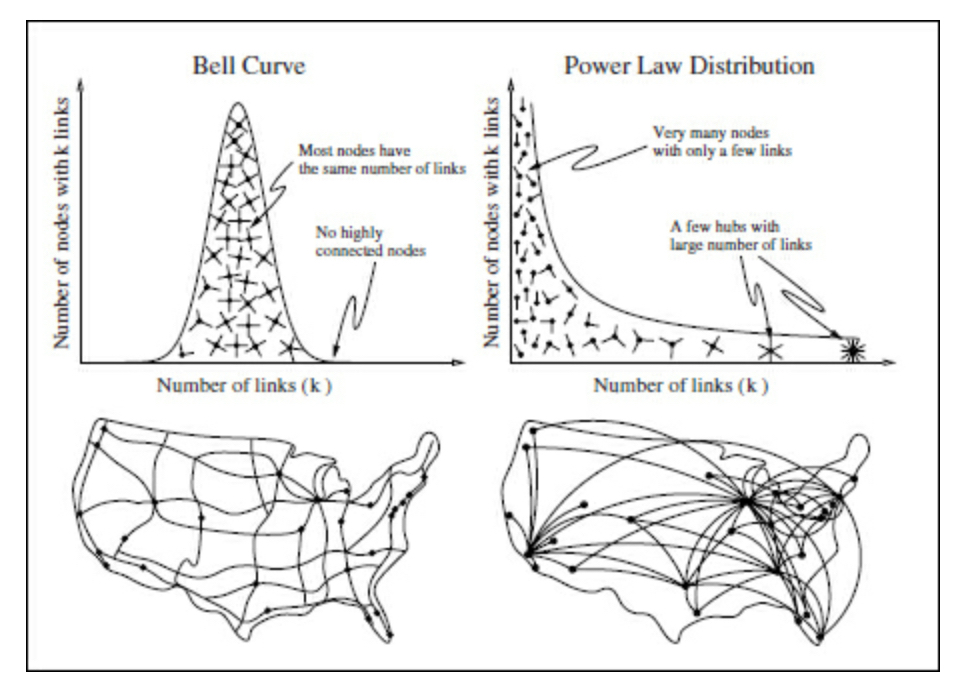 Bell Curve
Number of nodes with k links
Most nodes have
the same number of links
No highly
connected nodes
Number of links (k)
Power Law Distribution
Number of nodes with k links
Very many nodes
with only a few links
A few hubs with
large number of links
Number of links (k)